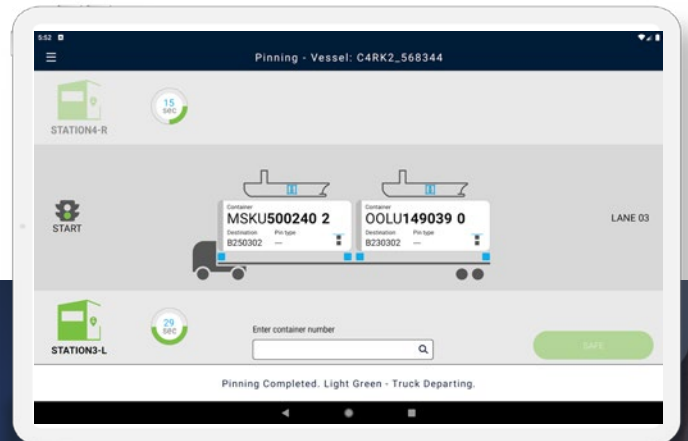 5:52
Pinning - Vessel: C4RK2_568344
15
sec
STATION4-R
START
Container
MSKU500240 2
Destination Pin type
B250302 —
Container
OOLU149039 0
Destination Pin type
B230302 —
LANE 03
29
sec
STATION3-L
Enter container number
SAFE
Pinning Completed. Light Green - Truck Departing.